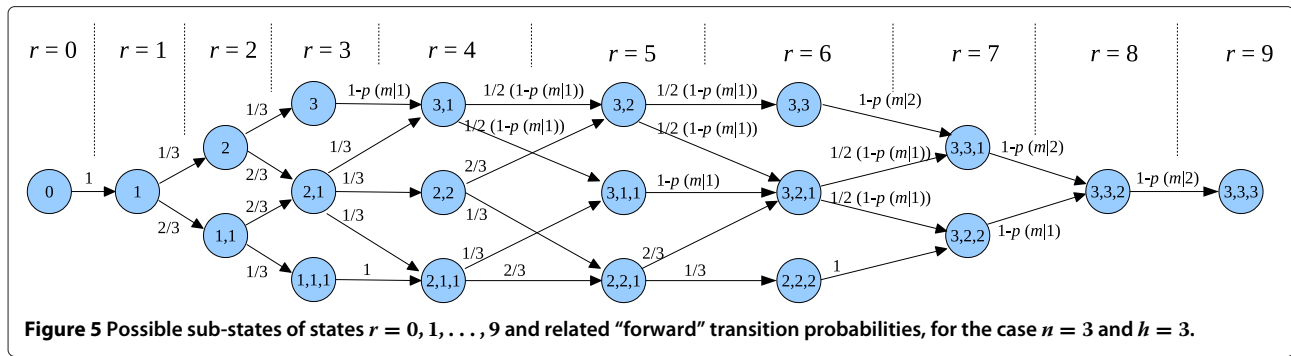 r = 0 r = 1 r = 2 r = 3 r = 4 r = 5 r = 6 r = 7 r = 8 r = 9
3 1-p (m|1) 3,1 1/2 (1-p (m|1)) 3,2 1/2 (1-p (m|1)) 3,3
1/3 1-p (m|2)
1/2 (1-p (m|1)) 1/2 (1-p (m|1))
2 3,3,1 1-p (m|2)
1/3 2/3 1/3 2/3 1/2 (1-p (m|1))
0 1 1 2,1 1/3 2,2 3,1,1 1-p (m|1) 3,2,1 3,3,2 1-p (m|2) 3,3,3
2/3 2/3 1/3 1/3 1/2 (1-p (m|1))
1,1 3,2,2 1-p (m|1)
1/3 1/3 2/3
1,1,1 1 2,1,1 2/3 2,2,1 1/3 2,2,2 1
Figure 5 Possible sub-states of states r = 0, 1, . . . , 9 and related “forward” transition probabilities, for the case n = 3 and h = 3.